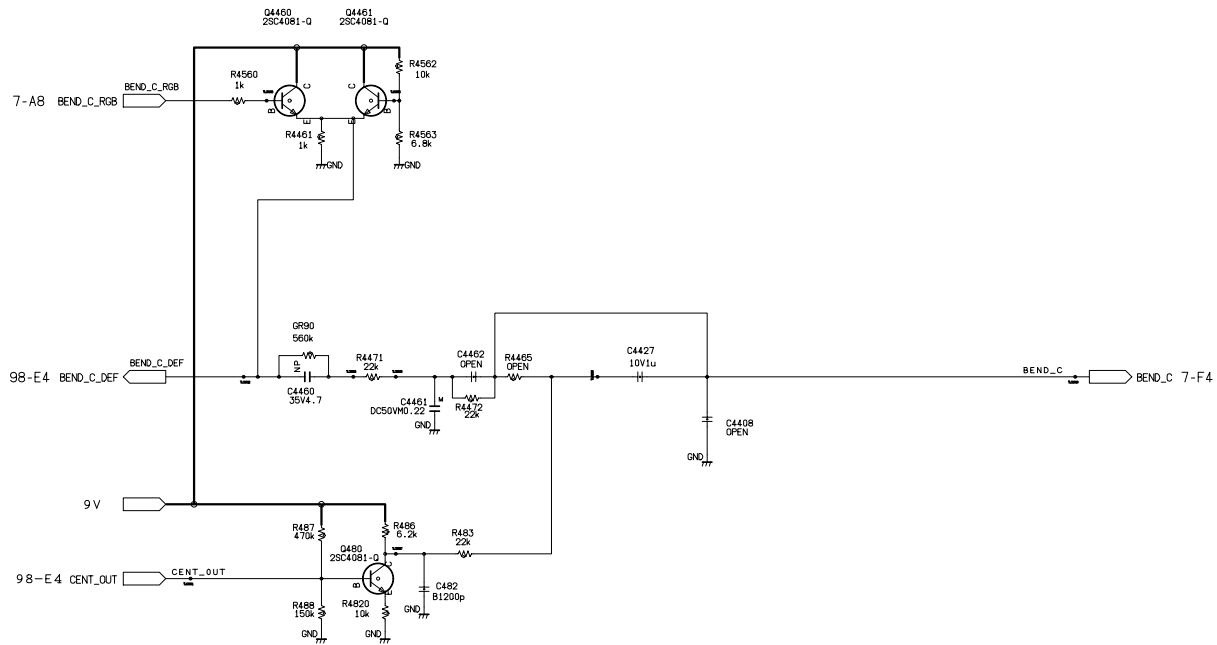 Q4460
2SC4081-Q
Q4461
2SC4081-Q
R4562
10k
R4560
1k
BEND_C_RGB
7-A8 BEND_C_RGB
C
C
B
B
E
E
R4461
1k
R4563
6.8k
GND
GND
GR90
560k
NP
C4460
35V4.7
R4471
22k
C4462
OPEN
R4465
OPEN
C4427
10V1u
BEND_C_DEF
98-E4 BEND_C_DEF
BEND_C
BEND_C 7-F4
C4461
DC50VM0.22
M
GND
R4472
22k
C4408
OPEN
GND
9V
R487
470k
R486
6.2k
R483
22k
Q480
2SC4081-Q
C
B
E
98-E4 CENT_OUT
CENT_OUT
C482
B1200p
GND
R488
150k
R4820
10k
GND
GND